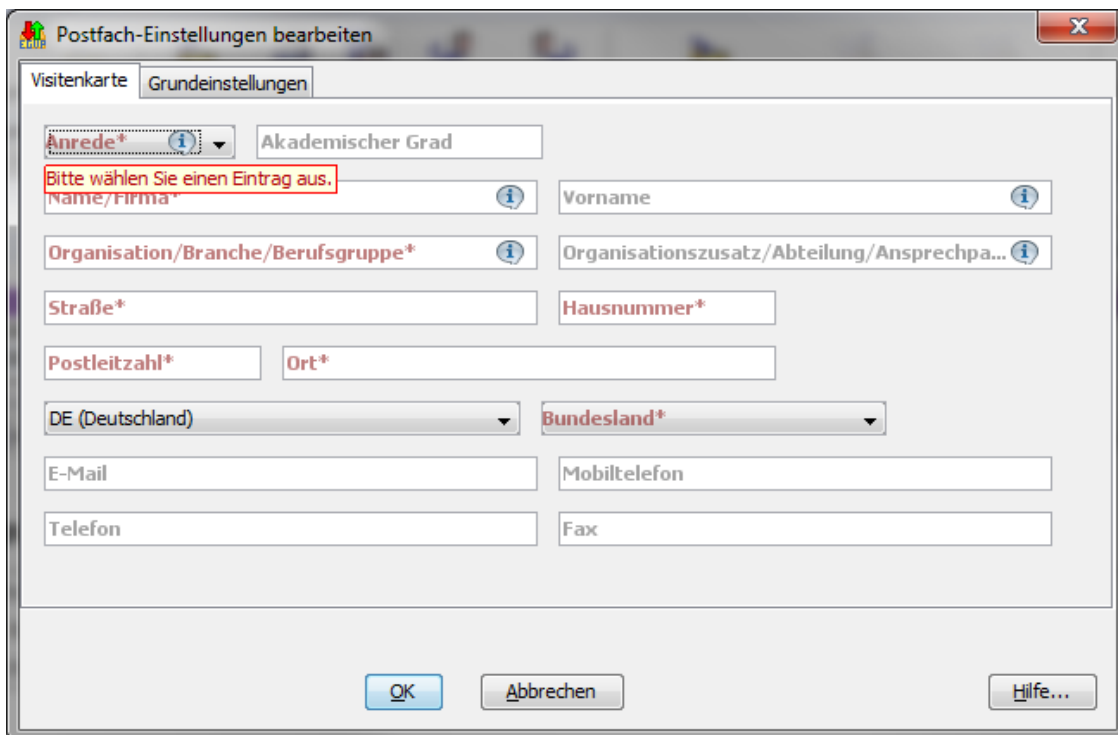 Postfach-Einstellungen bearbeiten
Visitenkarte Grundeinstellungen
Anrede* Akademischer Grad
Bitte wählen Sie einen Eintrag aus.
Name/Firma* Vorname
Organisation/Branche/Berufsgruppe* Organisationszusatz/Abteilung/Ansprechpa...
Straße* Hausnummer*
Postleitzahl* Ort*
DE (Deutschland) Bundesland*
E-Mail Mobiltelefon
Telefon Fax
OK Abbrechen Hilfe...